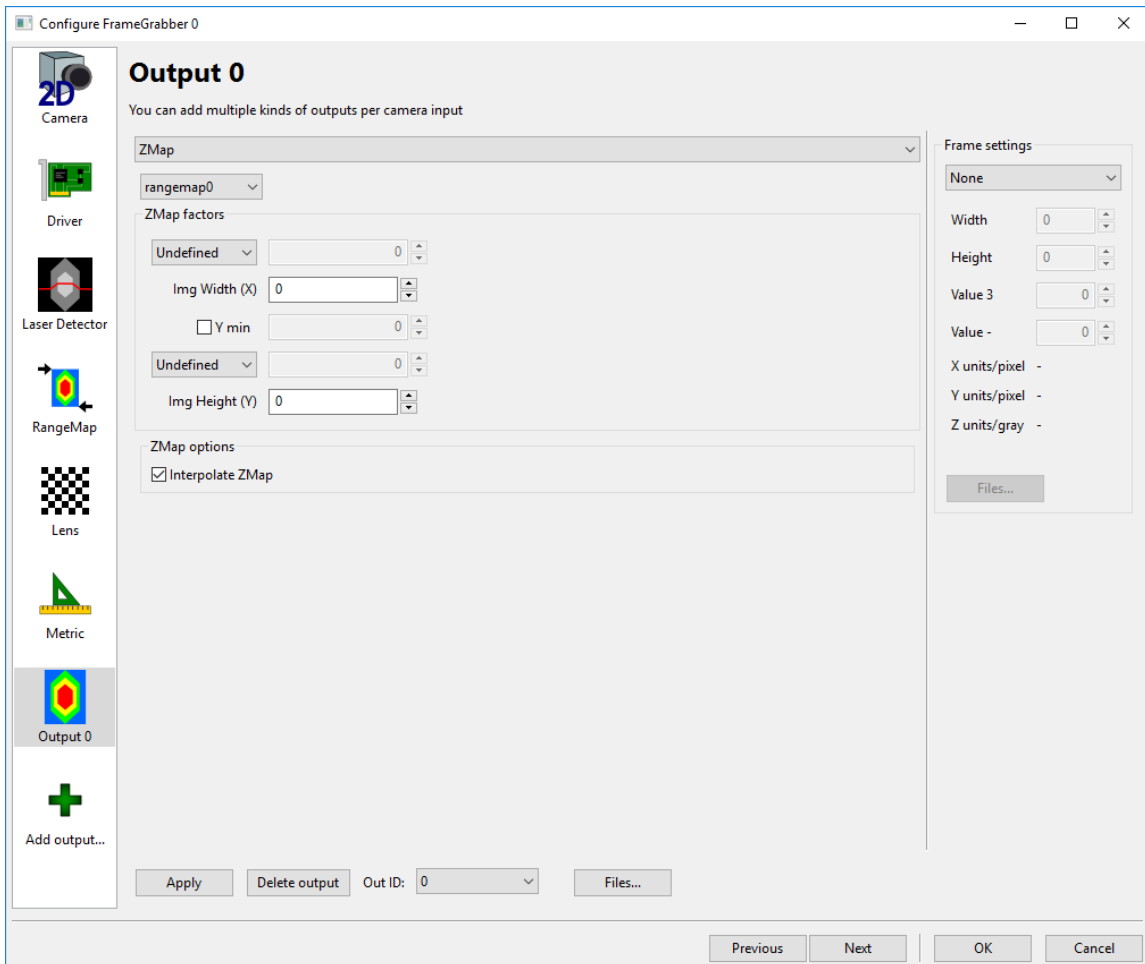 Configure FrameGrabber 0
2D
Camera
Driver
Laser Detector
RangeMap
Lens
Metric
Output 0
Add output...
Output 0
You can add multiple kinds of outputs per camera input
ZMap
rangemap0
ZMap factors
Undefined 0
Img Width (X) 0
Y min 0
Undefined 0
Img Height (Y) 0
ZMap options
Interpolate ZMap
Frame settings
None
Width 0
Height 0
Value 3 0
Value - 0
X units/pixel -
Y units/pixel -
Z units/gray -
Files...
Apply Delete output Out ID: 0 Files...
Previous Next OK Cancel